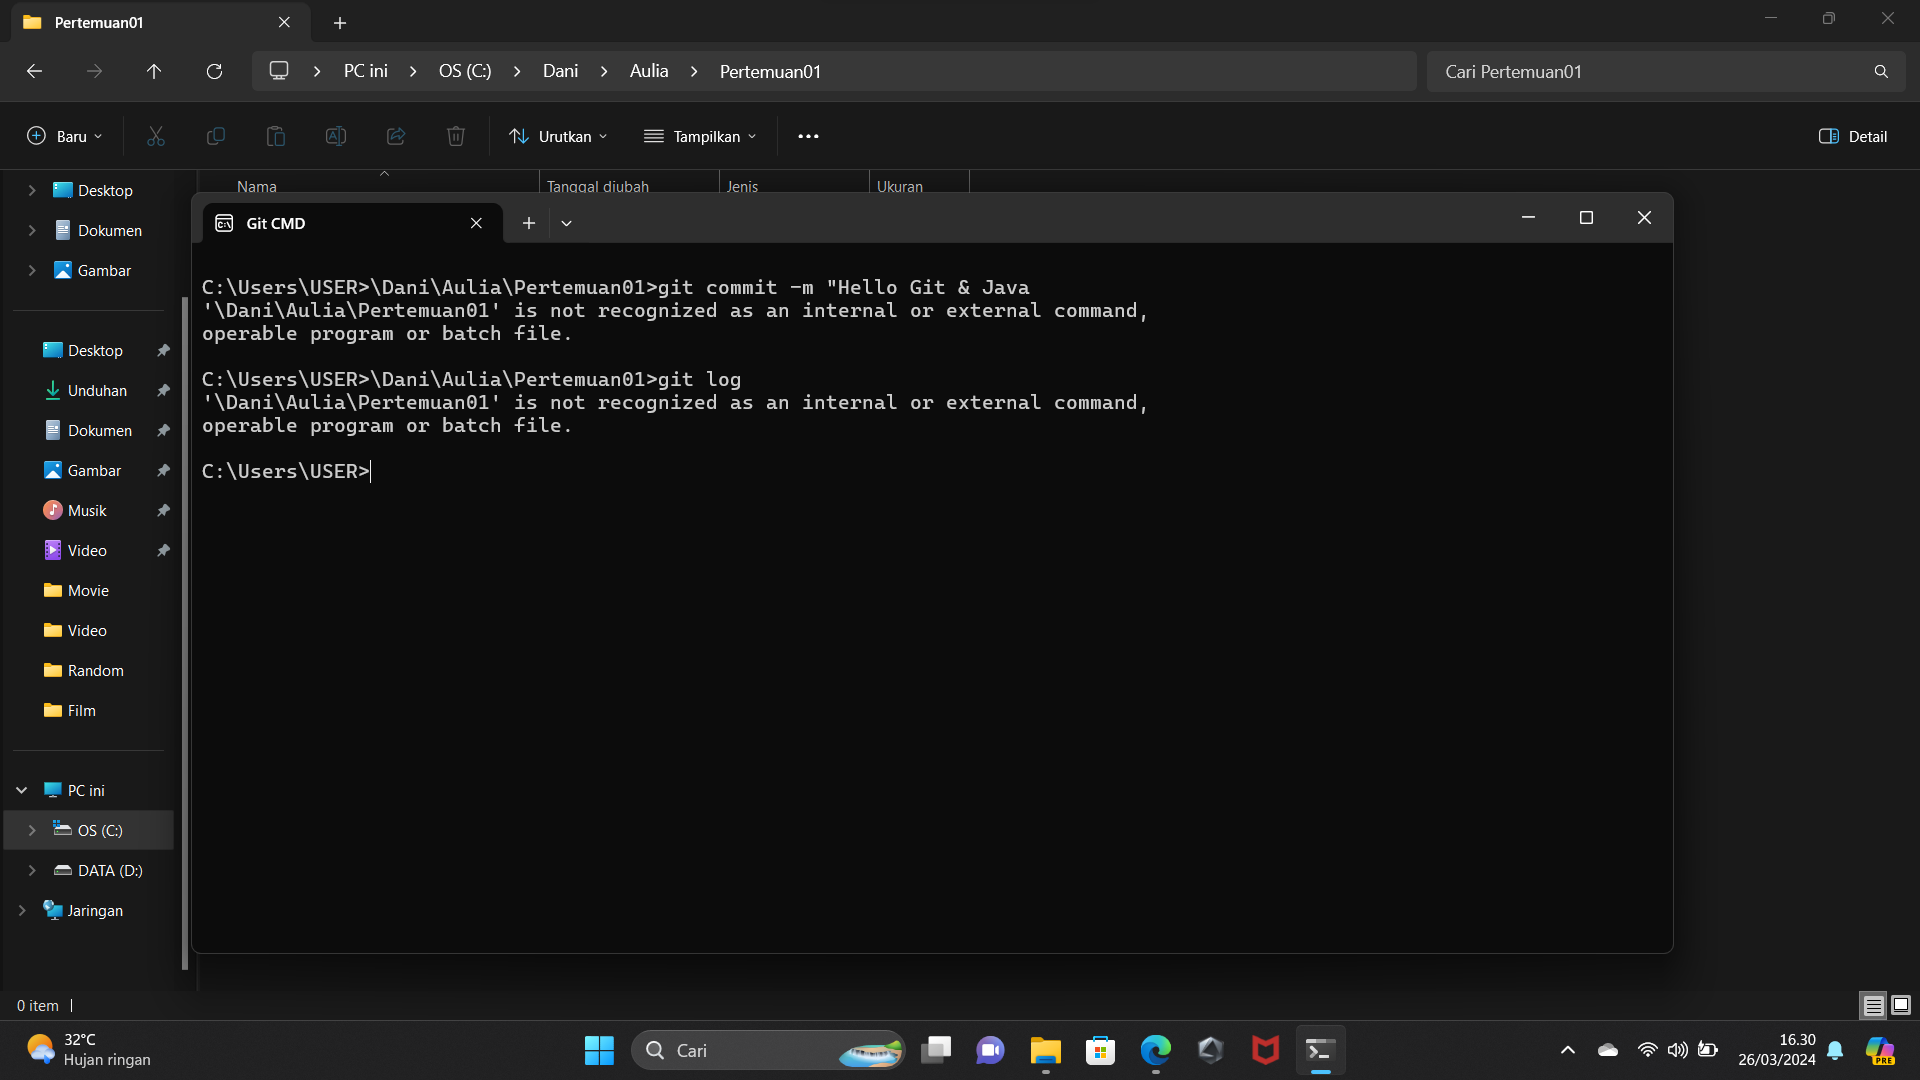 Pertemuan01
PC ini
OS (C:)
Dani
Aulia
Pertemuan01
Cari Pertemuan01
Baru
Urutkan
Tampilkan
Detail
Nama
Tanggal diubah
Jenis
Ukuran
Desktop
Dokumen
Gambar
Desktop
Unduhan
Dokumen
Gambar
Musik
Video
Movie
Video
Random
Film
PC ini
OS (C:)
DATA (D:)
Jaringan
Git CMD
C:\Users\USER>\Dani\Aulia\Pertemuan01>git commit -m "Hello Git & Java
'\Dani\Aulia\Pertemuan01' is not recognized as an internal or external command,
operable program or batch file.
C:\Users\USER>\Dani\Aulia\Pertemuan01>git log
'\Dani\Aulia\Pertemuan01' is not recognized as an internal or external command,
operable program or batch file.
C:\Users\USER>
0 item
32°C
Hujan ringan
Cari
16.30
26/03/2024
PRE